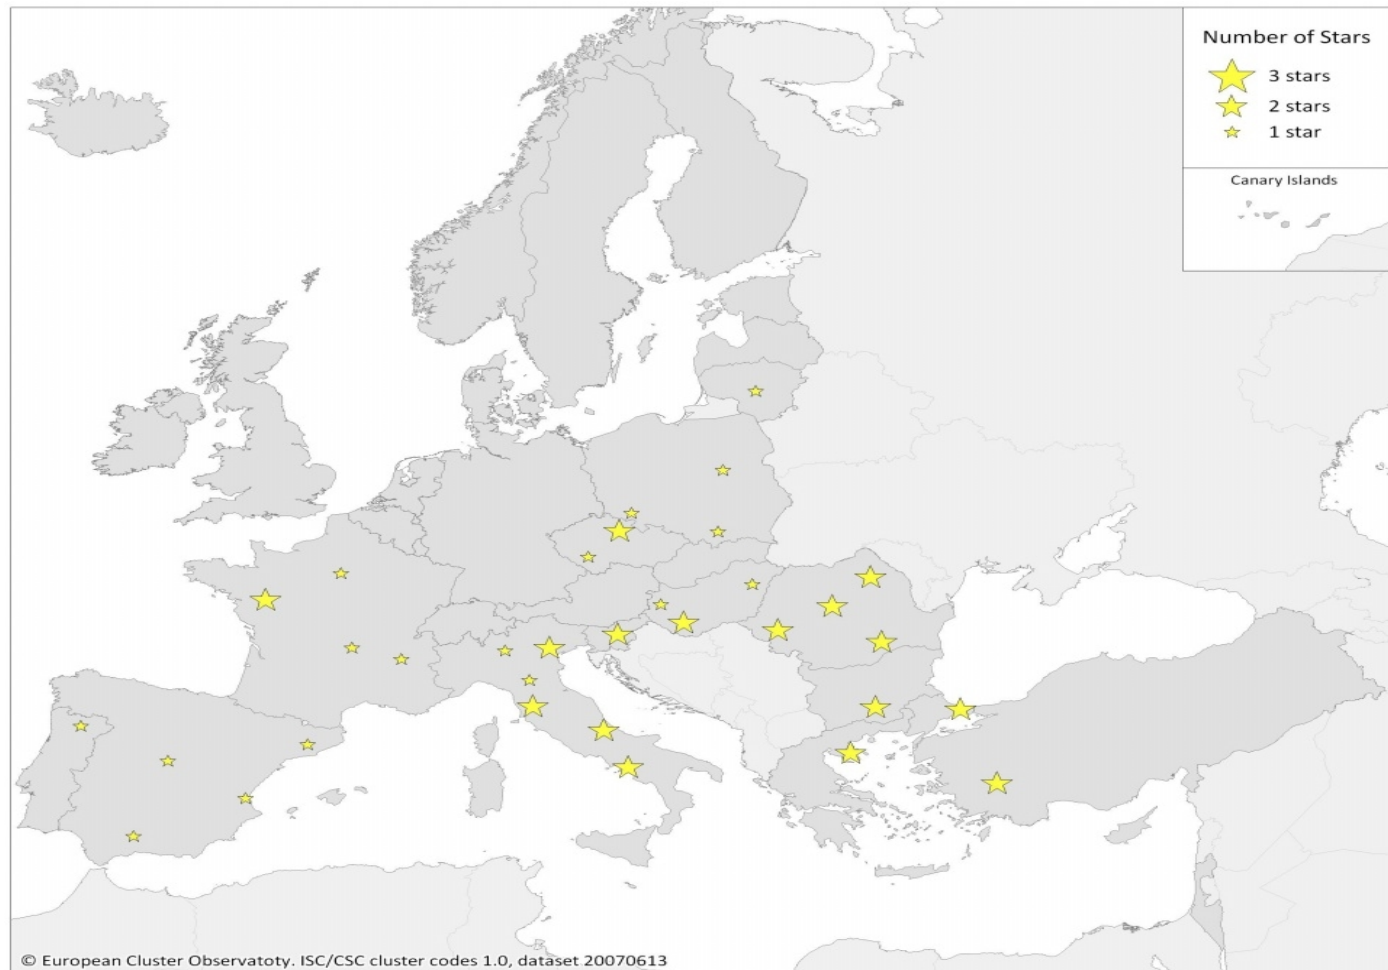 Number of Stars
3 stars
2 stars
1 star
Canary Islands
© European Cluster Observatoty. ISC/CSC cluster codes 1.0, dataset 20070613